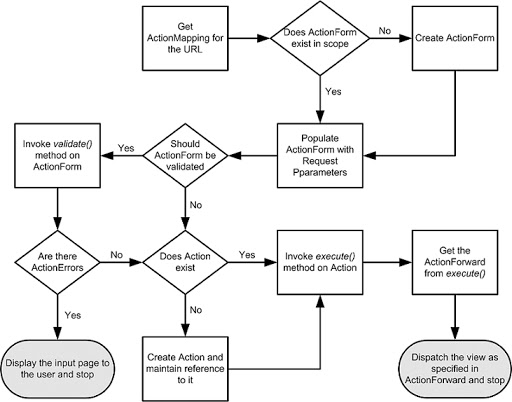 Get
ActionMapping for
the URL
Does ActionForm
exist in scope
No
Create ActionForm
Yes
Invoke validate()
method on
ActionForm
Yes
Should
ActionForm be
validated
Populate
ActionForm with
Request
Pparameters
No
Are there
ActionErrors
No
Does Action
exist
Yes
Invoke execute()
method on Action
Get the
ActionForward
from execute()
Yes
No
Display the input page to
the user and stop
Create Action and
maintain reference
to it
Dispatch the view as
specified in
ActionForward and stop